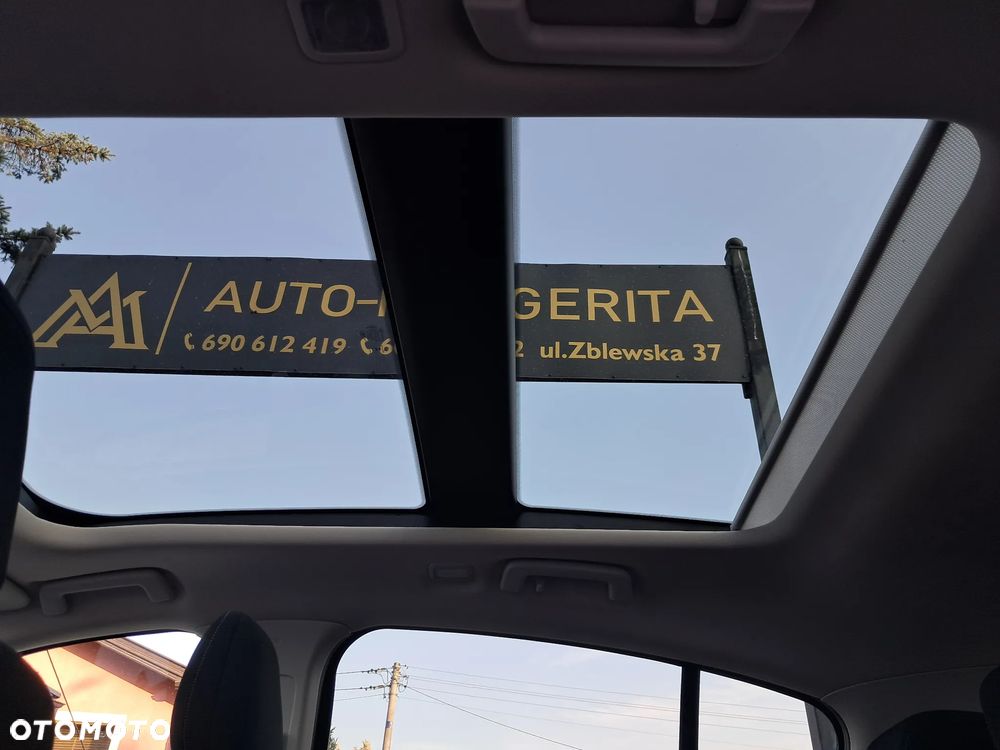 AUTO- GERITA
690 612 419 ul.Zblewska 37
OTOMOTO